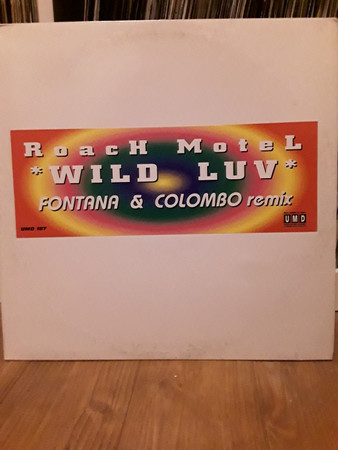 RoacH MoteL
*WILD LUV*
FONTANA & COLOMBO remix
UMD